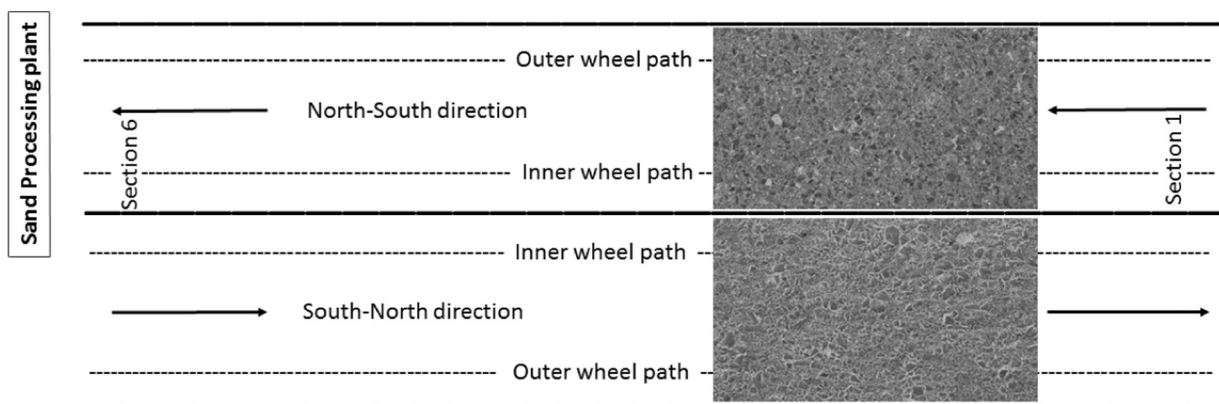 Sand Processing plant
Outer wheel path
North-South direction
Section 6
Section 1
Inner wheel path
Inner wheel path
South-North direction
Outer wheel path